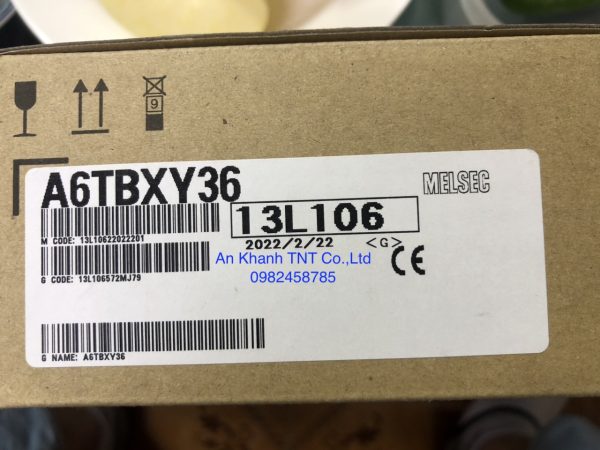 9
A6TBXY36
MELSEC
13L106
M CODE: 13L10622022201
2022/2/22 <G>
CE
An Khanh TNT Co.,Ltd
0982458785
G CODE: 13L106572MJ79
G NAME: A6TBXY36